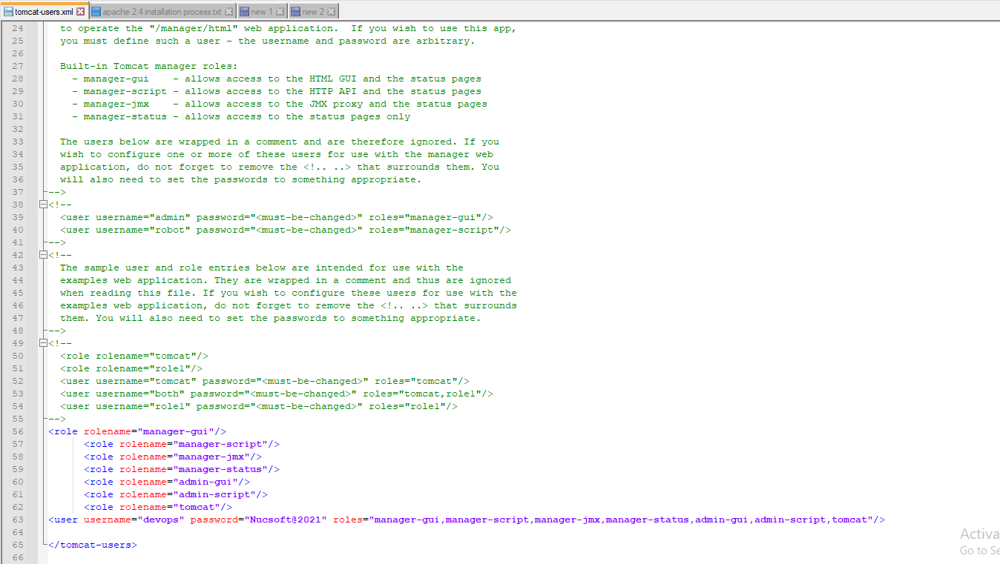 tomcat-users.xml apache 2.4 installation process.txt new 1 new 2
24 to operate the "/manager/html" web application.  If you wish to use this app,
25 you must define such a user - the username and password are arbitrary.
26
27 Built-in Tomcat manager roles:
28 - manager-gui    - allows access to the HTML GUI and the status pages
29 - manager-script - allows access to the HTTP API and the status pages
30 - manager-jmx    - allows access to the JMX proxy and the status pages
31 - manager-status - allows access to the status pages only
32
33 The users below are wrapped in a comment and are therefore ignored. If you
34 wish to configure one or more of these users for use with the manager web
35 application, do not forget to remove the <!.. ..> that surrounds them. You
36 will also need to set the passwords to something appropriate.
37 -->
38 <!--
39 <user username="admin" password="<must-be-changed>" roles="manager-gui"/>
40 <user username="robot" password="<must-be-changed>" roles="manager-script"/>
41 -->
42 <!--
43 The sample user and role entries below are intended for use with the
44 examples web application. They are wrapped in a comment and thus are ignored
45 when reading this file. If you wish to configure these users for use with the
46 examples web application, do not forget to remove the <!.. ..> that surrounds
47 them. You will also need to set the passwords to something appropriate.
48 -->
49 <!--
50 <role rolename="tomcat"/>
51 <role rolename="role1"/>
52 <user username="tomcat" password="<must-be-changed>" roles="tomcat"/>
53 <user username="both" password="<must-be-changed>" roles="tomcat,role1"/>
54 <user username="role1" password="<must-be-changed>" roles="role1"/>
55 -->
56 <role rolename="manager-gui"/>
57 <role rolename="manager-script"/>
58 <role rolename="manager-jmx"/>
59 <role rolename="manager-status"/>
60 <role rolename="admin-gui"/>
61 <role rolename="admin-script"/>
62 <role rolename="tomcat"/>
63 <user username="devops" password="Nucsoft@2021" roles="manager-gui,manager-script,manager-jmx,manager-status,admin-gui,admin-script,tomcat"/>
64
65 </tomcat-users>
66
Activa
Go to Se